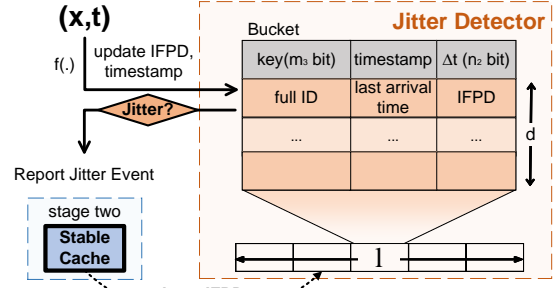 (x,t)
Jitter Detector
update IFPD,
timestamp
f(.)
Bucket
key(m₃ bit) timestamp Δt (n₂ bit)
full ID last arrival time IFPD
... ... ...
d
Jitter?
Report Jitter Event
stage two
Stable
Cache
l